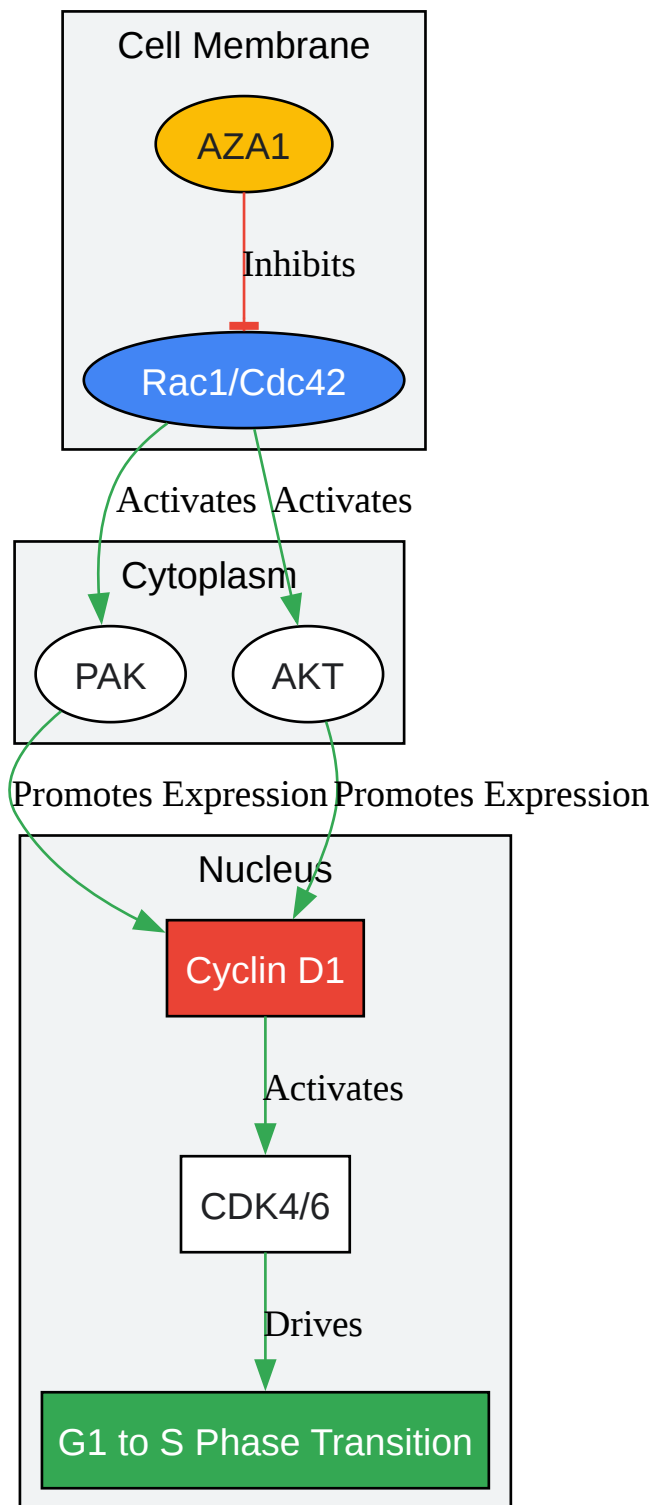 Cell Membrane
AZA1
Inhibits
Rac1/Cdc42
Activates
Activates
Cytoplasm
PAK
AKT
Promotes Expression
Promotes Expression
Nucleus
Cyclin D1
Activates
CDK4/6
Drives
G1 to S Phase Transition